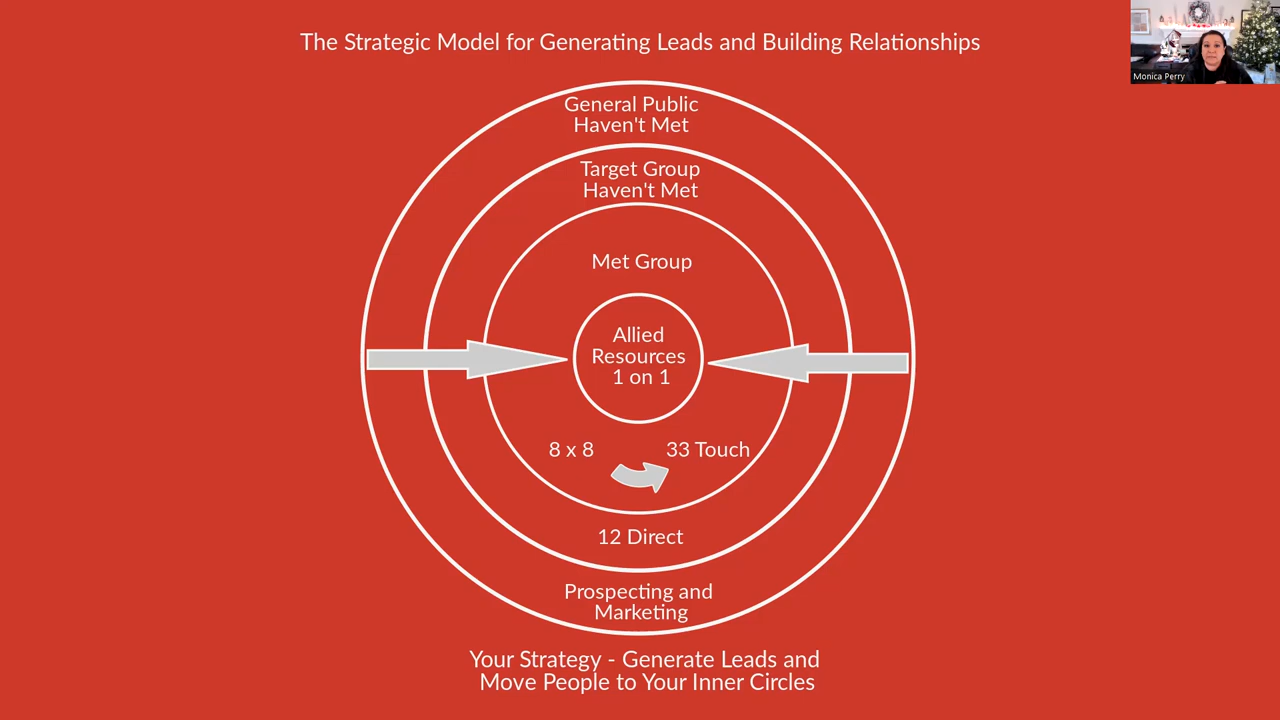 The Strategic Model for Generating Leads and Building Relationships
Monica Perry
General Public
Haven't Met
Target Group
Haven't Met
Met Group
Allied
Resources
1 on 1
8 x 8
33 Touch
12 Direct
Prospecting and
Marketing
Your Strategy - Generate Leads and
Move People to Your Inner Circles